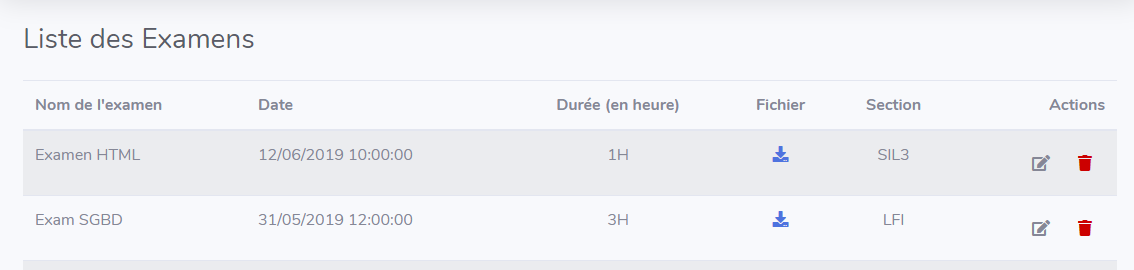 Liste des Examens
Nom de l'examen Date Durée (en heure) Fichier Section Actions
Examen HTML 12/06/2019 10:00:00 1H SIL3
Exam SGBD 31/05/2019 12:00:00 3H LFI